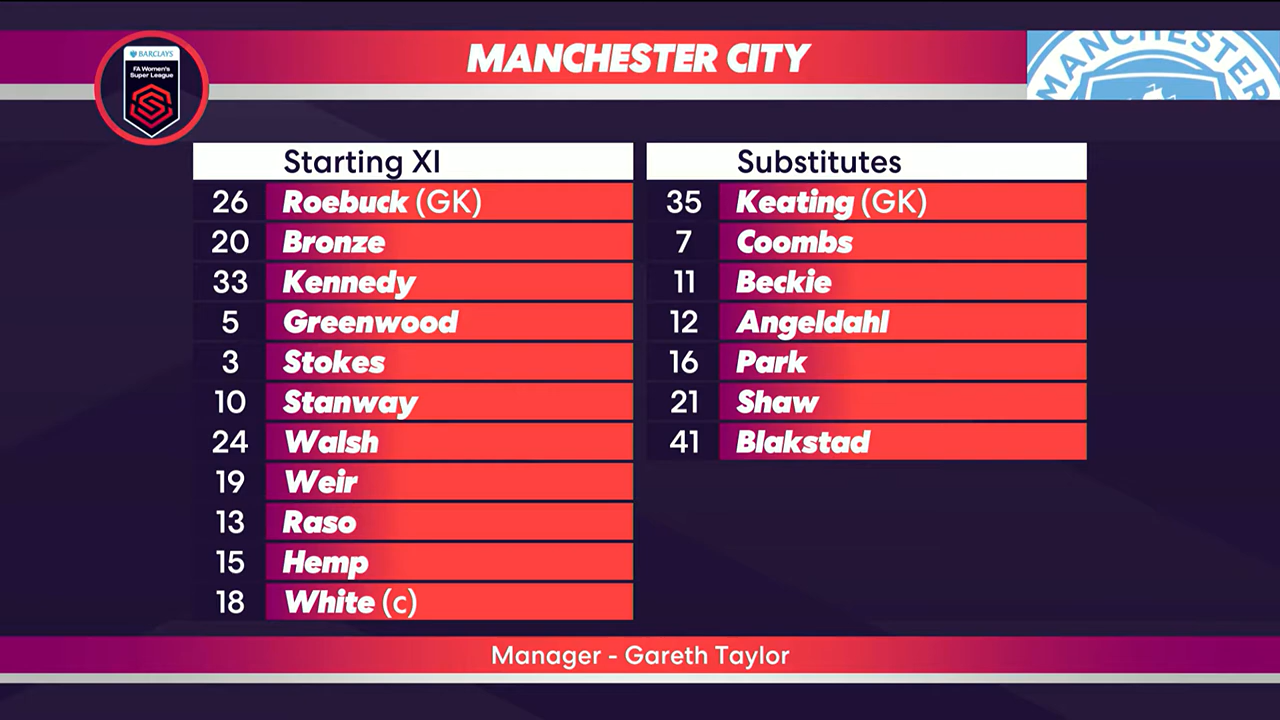 MANCHESTER CITY
BARCLAYS
FA Women's
Super League
MANCHESTER
Starting XI
26 Roebuck (GK)
20 Bronze
33 Kennedy
5 Greenwood
3 Stokes
10 Stanway
24 Walsh
19 Weir
13 Raso
15 Hemp
18 White (c)
Substitutes
35 Keating (GK)
7 Coombs
11 Beckie
12 Angeldahl
16 Park
21 Shaw
41 Blakstad
Manager - Gareth Taylor